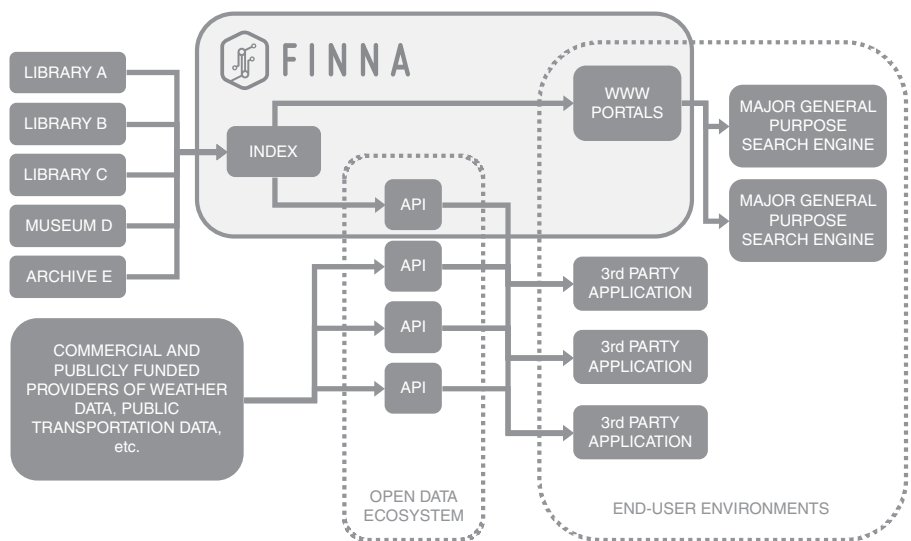 FINNA
LIBRARY A
LIBRARY B
LIBRARY C
MUSEUM D
ARCHIVE E
COMMERCIAL AND
PUBLICLY FUNDED
PROVIDERS OF WEATHER
DATA, PUBLIC
TRANSPORTATION DATA,
etc.
INDEX
API
API
API
API
OPEN DATA
ECOSYSTEM
WWW
PORTALS
3rd PARTY
APPLICATION
3rd PARTY
APPLICATION
3rd PARTY
APPLICATION
END-USER ENVIRONMENTS
MAJOR GENERAL
PURPOSE
SEARCH ENGINE
MAJOR GENERAL
PURPOSE
SEARCH ENGINE